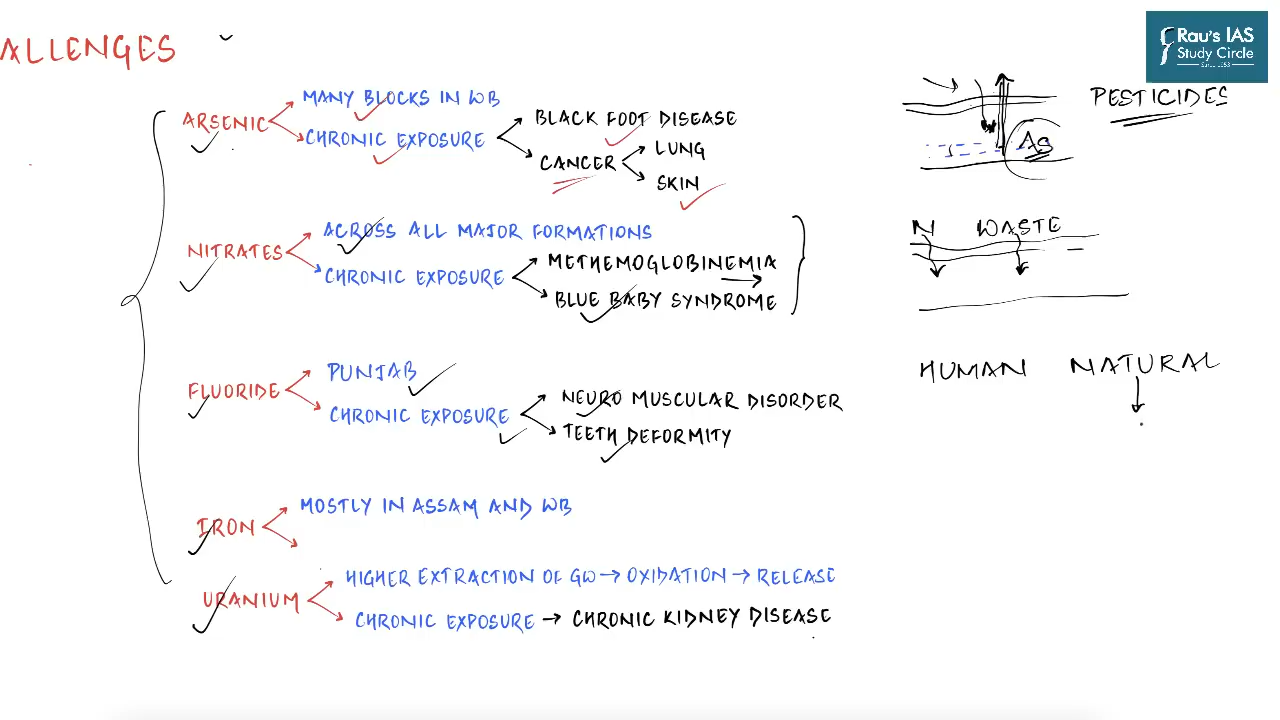 ALLENGES
Rau's IAS
Study Circle
ARSENIC
MANY BLOCKS IN WB
CHRONIC EXPOSURE
BLACK FOOT DISEASE
CANCER
LUNG
SKIN
NITRATES
ACROSS ALL MAJOR FORMATIONS
CHRONIC EXPOSURE
METHEMOGLOBINEMIA
BLUE BABY SYNDROME
FLUORIDE
PUNJAB
CHRONIC EXPOSURE
NEURO MUSCULAR DISORDER
TEETH DEFORMITY
IRON
MOSTLY IN ASSAM AND WB
URANIUM
HIGHER EXTRACTION OF GW → OXIDATION → RELEASE
CHRONIC EXPOSURE → CHRONIC KIDNEY DISEASE
PESTICIDES
As
N WASTE
HUMAN NATURAL